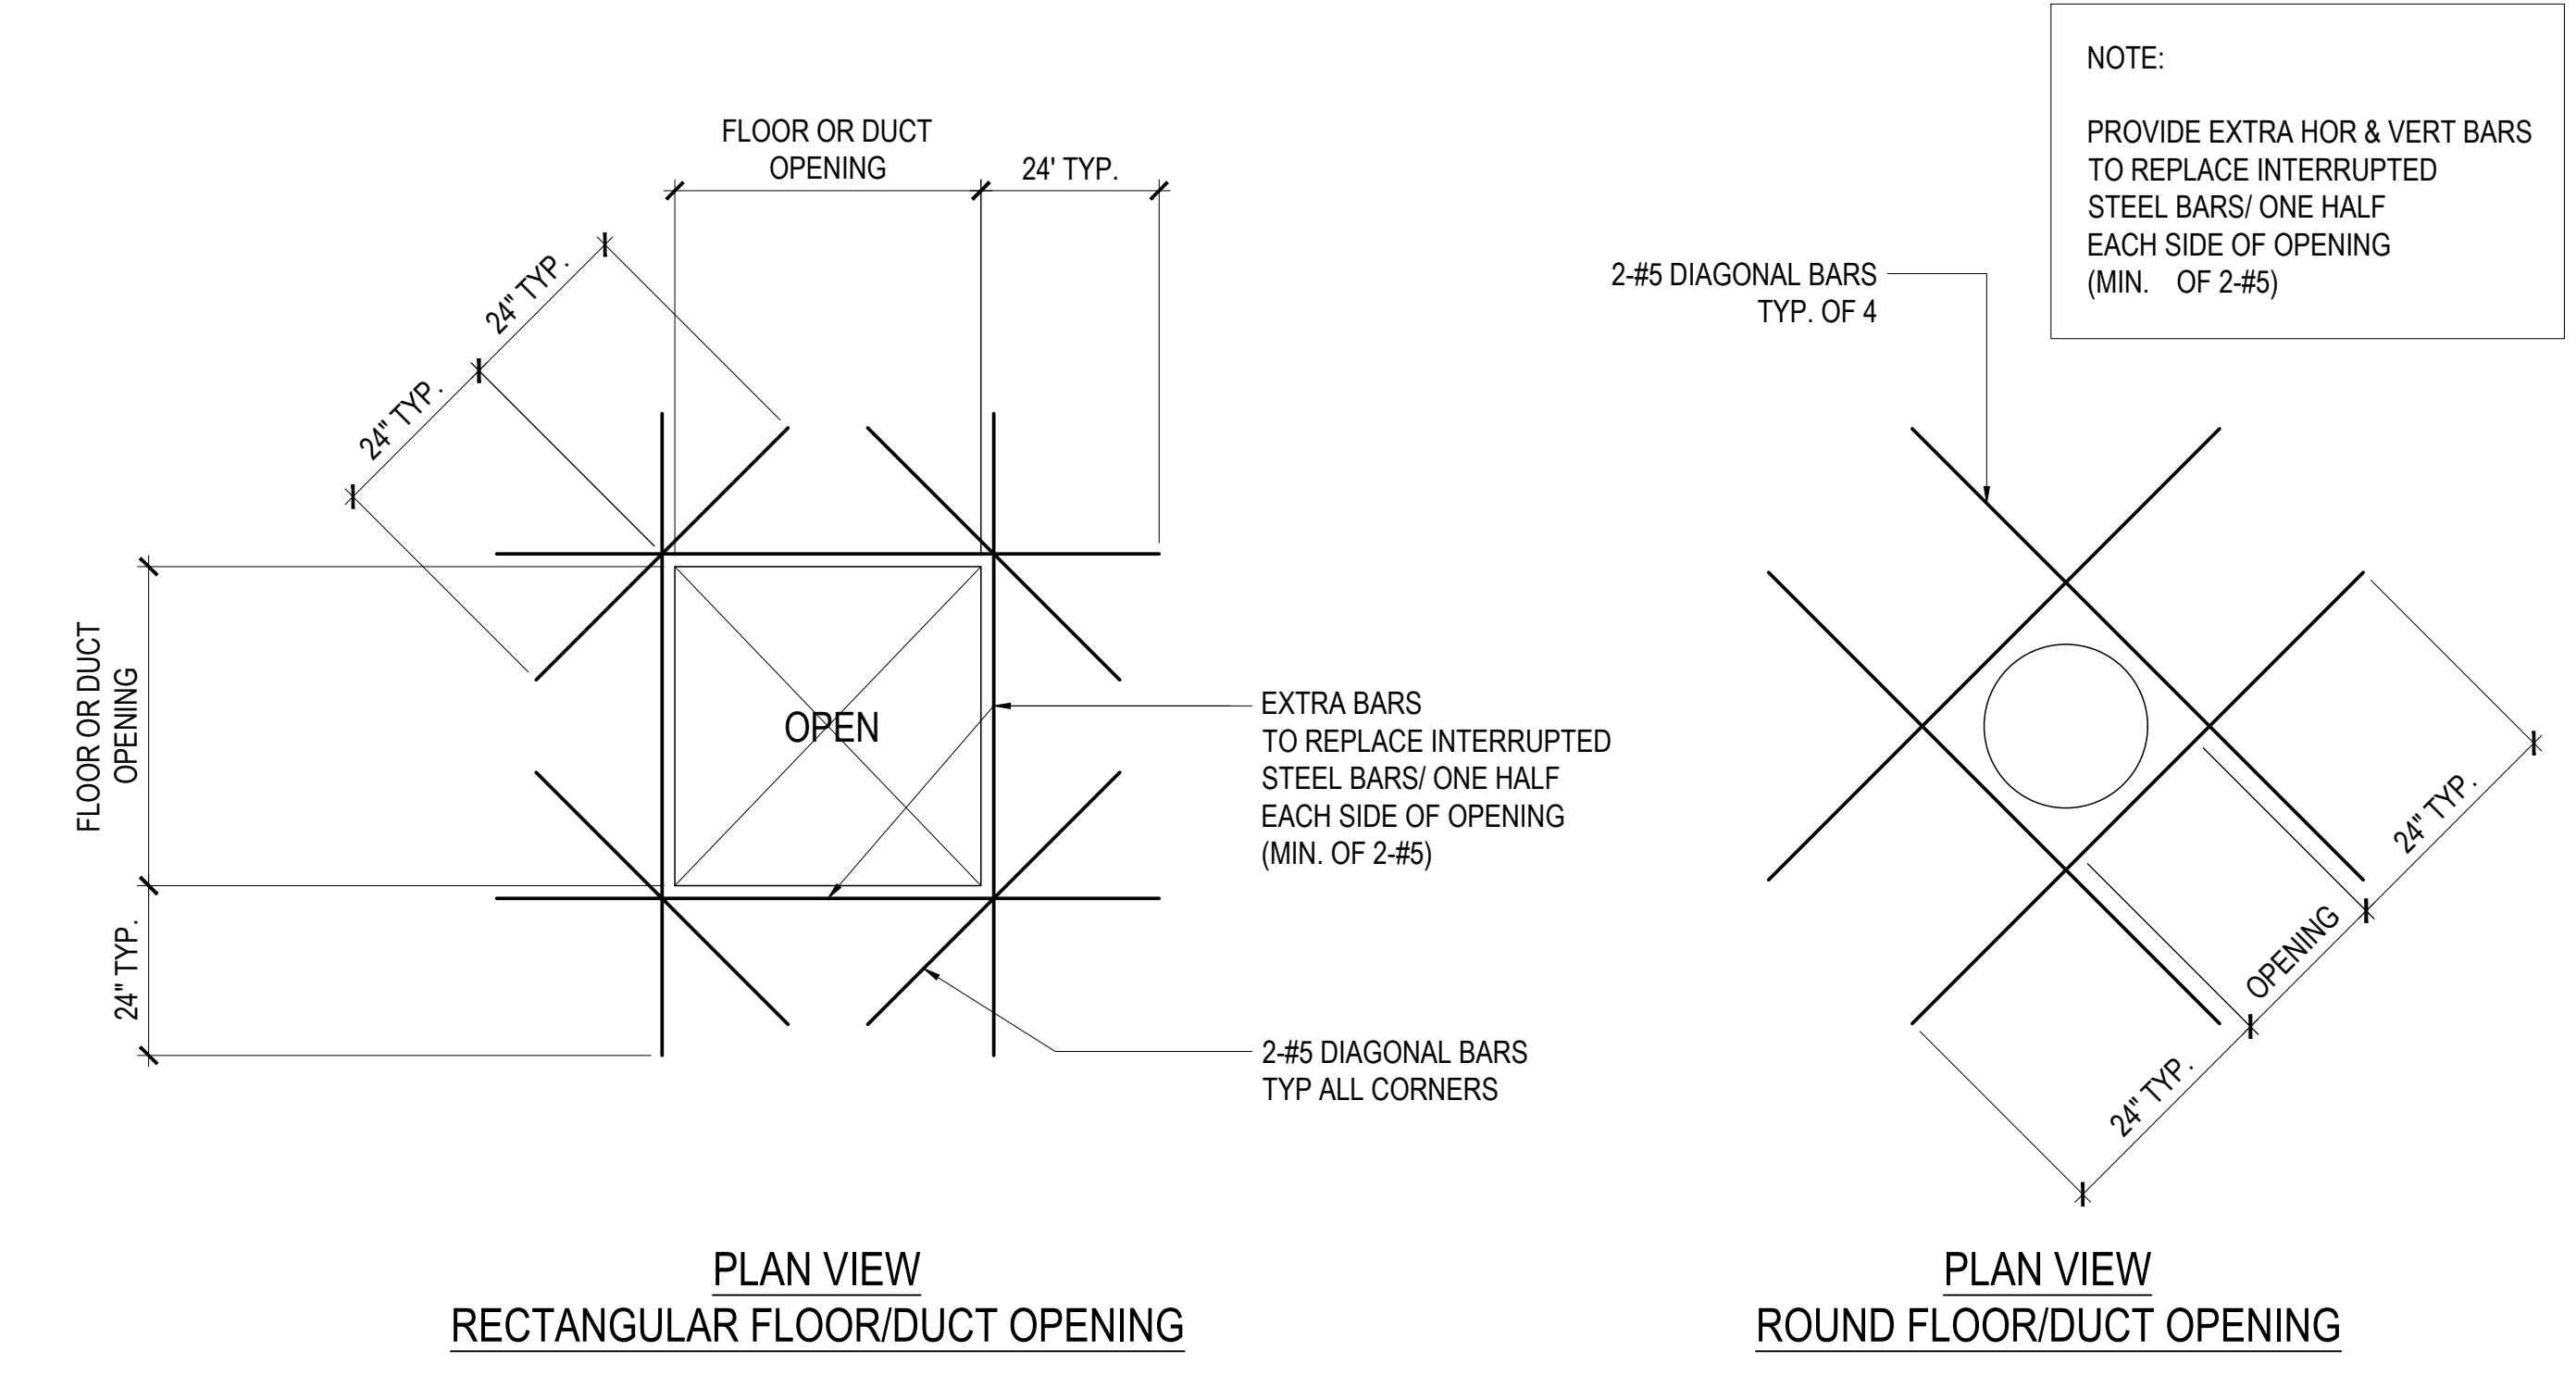 FLOOR OR DUCT
OPENING
24' TYP.
24" TYP.
24" TYP.
FLOOR OR DUCT
OPENING
24" TYP.
OPEN
EXTRA BARS
TO REPLACE INTERRUPTED
STEEL BARS/ ONE HALF
EACH SIDE OF OPENING
(MIN. OF 2-#5)
2-#5 DIAGONAL BARS
TYP ALL CORNERS
PLAN VIEW
RECTANGULAR FLOOR/DUCT OPENING
NOTE:
PROVIDE EXTRA HOR & VERT BARS
TO REPLACE INTERRUPTED
STEEL BARS/ ONE HALF
EACH SIDE OF OPENING
(MIN. OF 2-#5)
2-#5 DIAGONAL BARS
TYP. OF 4
24" TYP.
OPENING
24" TYP.
PLAN VIEW
ROUND FLOOR/DUCT OPENING